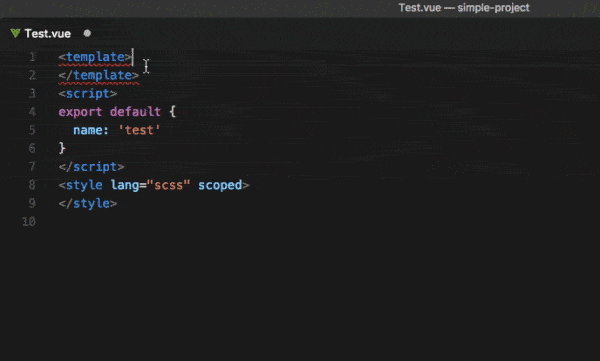 Test.vue — simple-project
Test.vue
1 <template>
2 </template>
3 <script>
4 export default {
5   name: 'test'
6 }
7 </script>
8 <style lang="scss" scoped>
9 </style>
10